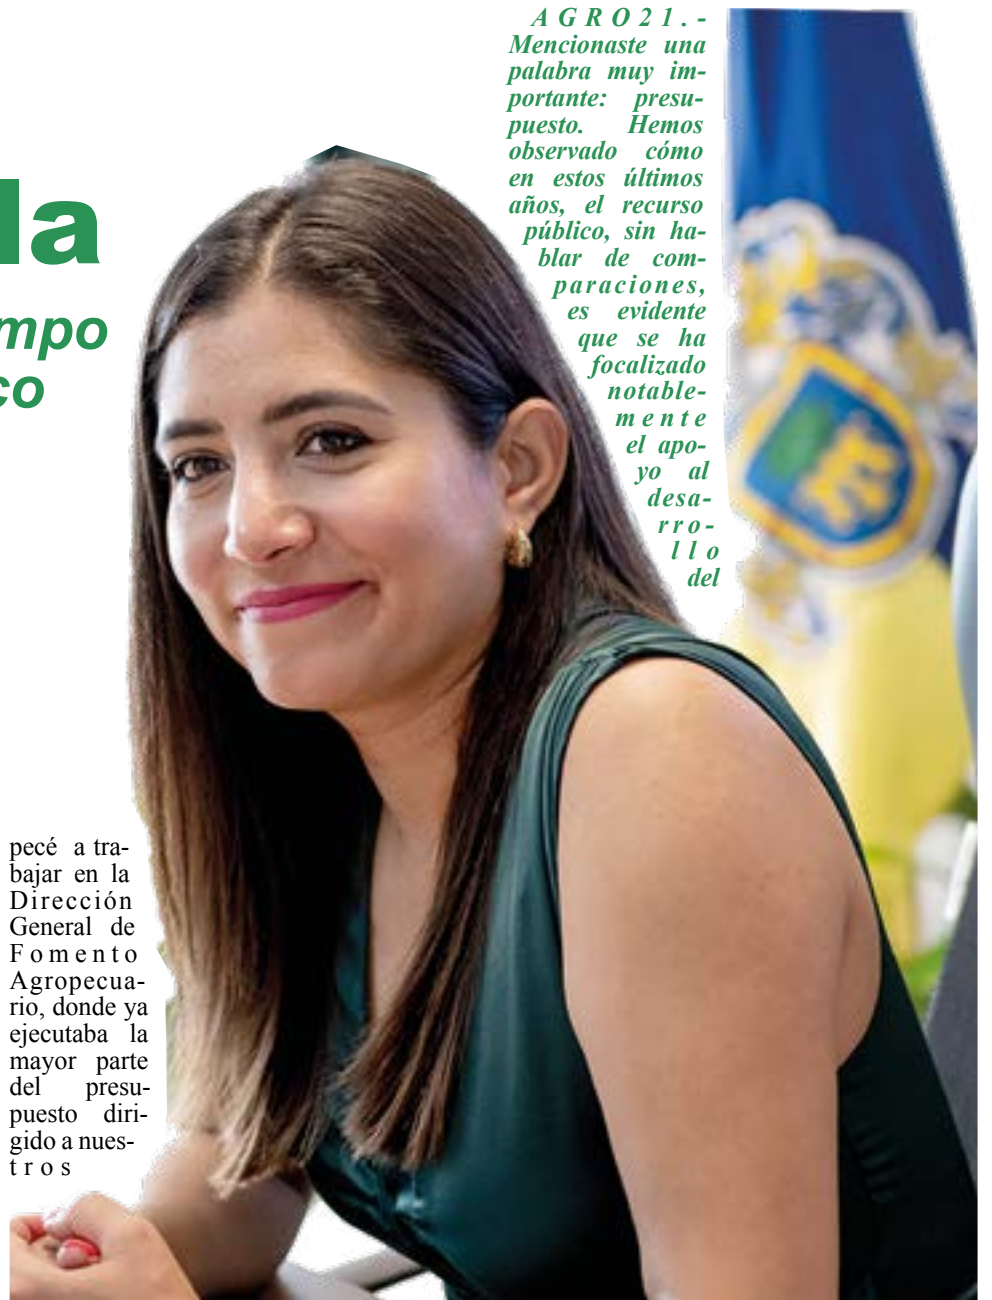 la
mpo
co
AGRO21.-
Mencionaste una
palabra muy im-
portante: presu-
puesto. Hemos
observado cómo
en estos últimos
años, el recurso
público, sin ha-
blar de com-
paraciones,
es evidente
que se ha
focalizado
notable-
mente
el apo-
yo al
desa-
rro-
llo
del
pecé a tra-
bajar en la
Dirección
General de
Fomento
Agropecua-
rio, donde ya
ejecutaba la
mayor parte
del presu-
puesto diri-
gido a nues-
tros